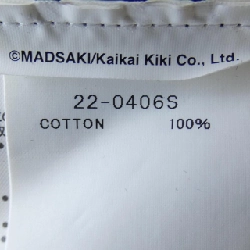 ©MADSAKI/Kaikai Kiki Co., Ltd.
22-0406S
COTTON 100%